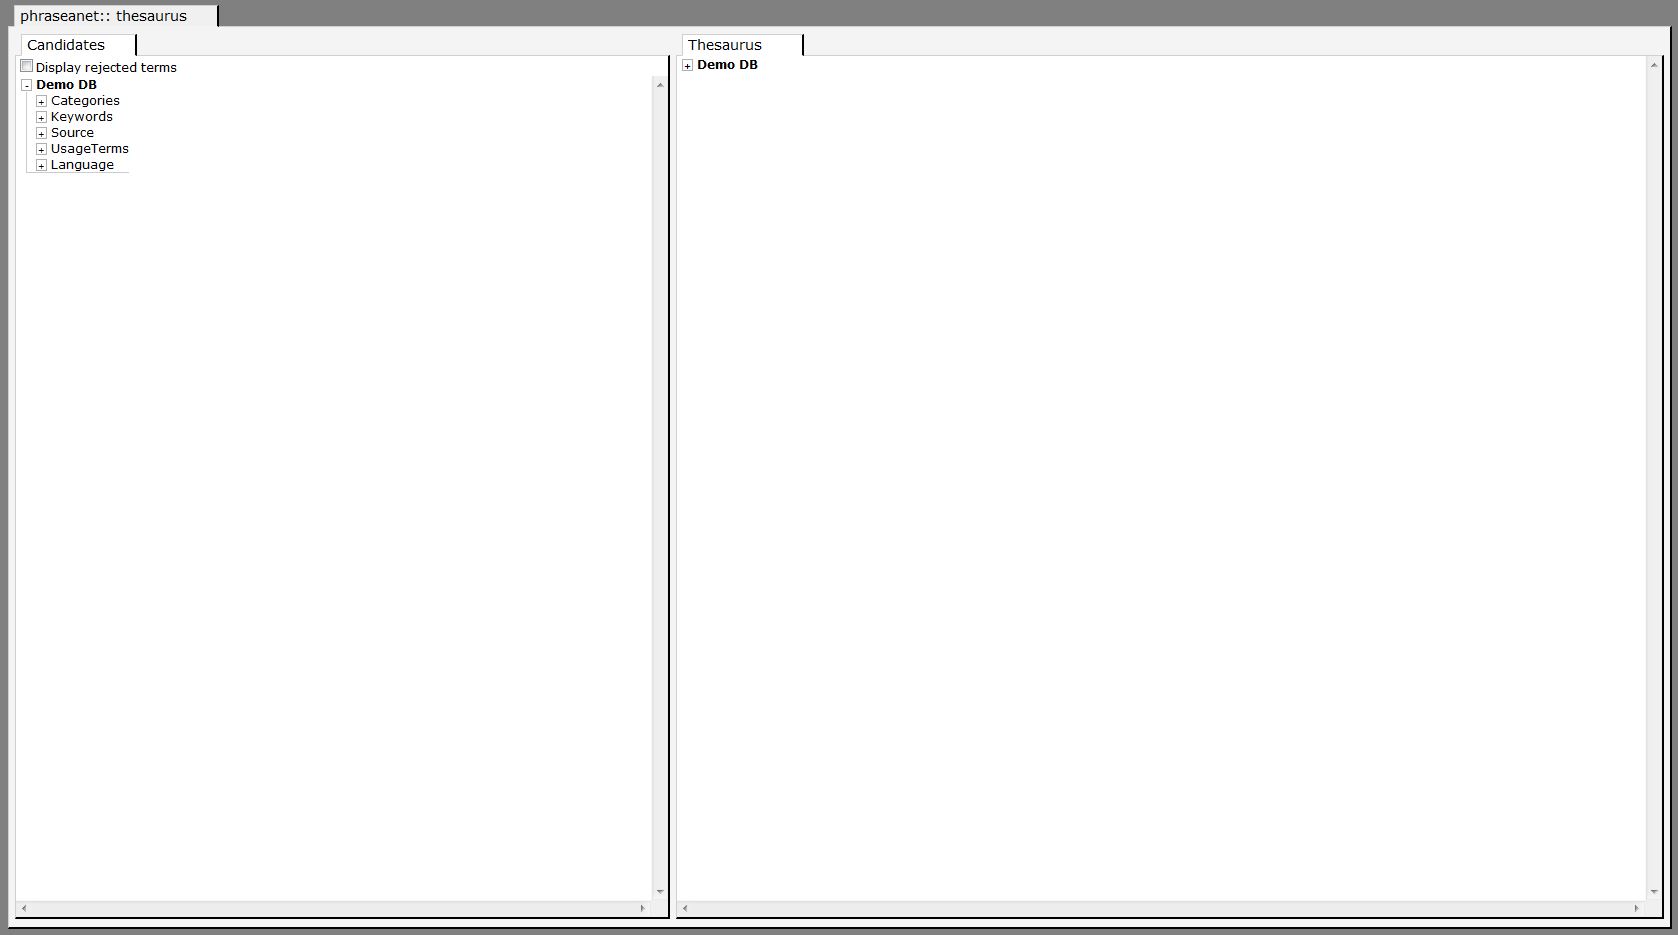 phraseanet:: thesaurus
Candidates
Display rejected terms
Demo DB
Categories
Keywords
Source
UsageTerms
Language
Thesaurus
Demo DB